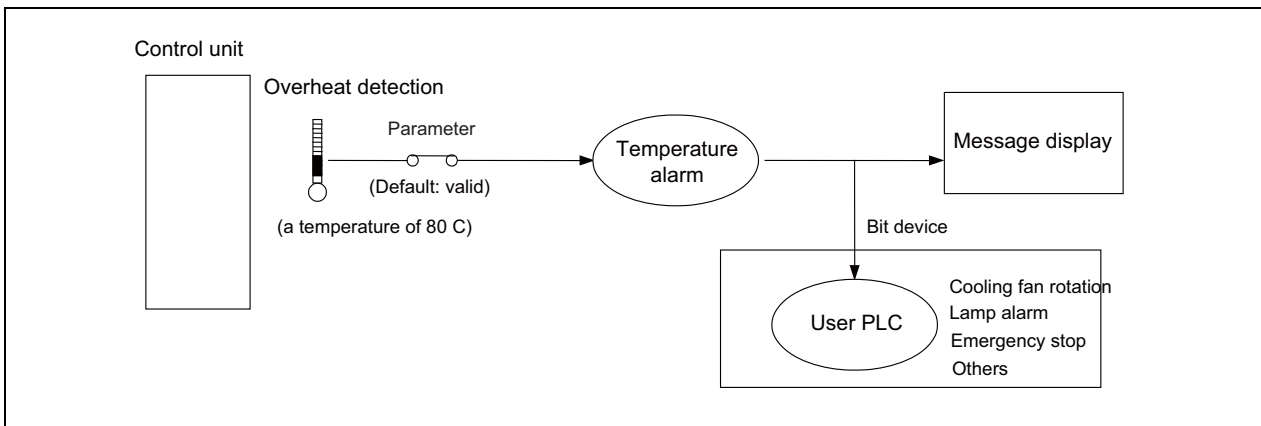 Control unit
Overheat detection
Parameter
(Default: valid)
(a temperature of 80 C)
Temperature
alarm
Message display
Bit device
User PLC
Cooling fan rotation
Lamp alarm
Emergency stop
Others